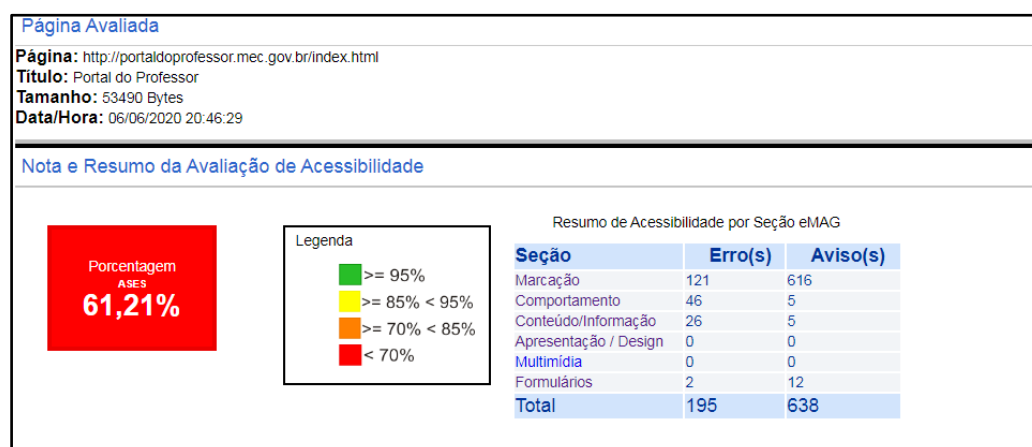 Página Avaliada
Página: http://portaldoprofessor.mec.gov.br/index.html
Título: Portal do Professor
Tamanho: 53490 Bytes
Data/Hora: 06/06/2020 20:46:29
Nota e Resumo da Avaliação de Acessibilidade
Porcentagem
ASES
61,21%
Legenda
>= 95%
>= 85% < 95%
>= 70% < 85%
< 70%
Resumo de Acessibilidade por Seção eMAG
Seção Erro(s) Aviso(s)
Marcação 121 616
Comportamento 46 5
Conteúdo/Informação 26 5
Apresentação / Design 0 0
Multimídia 0 0
Formulários 2 12
Total 195 638